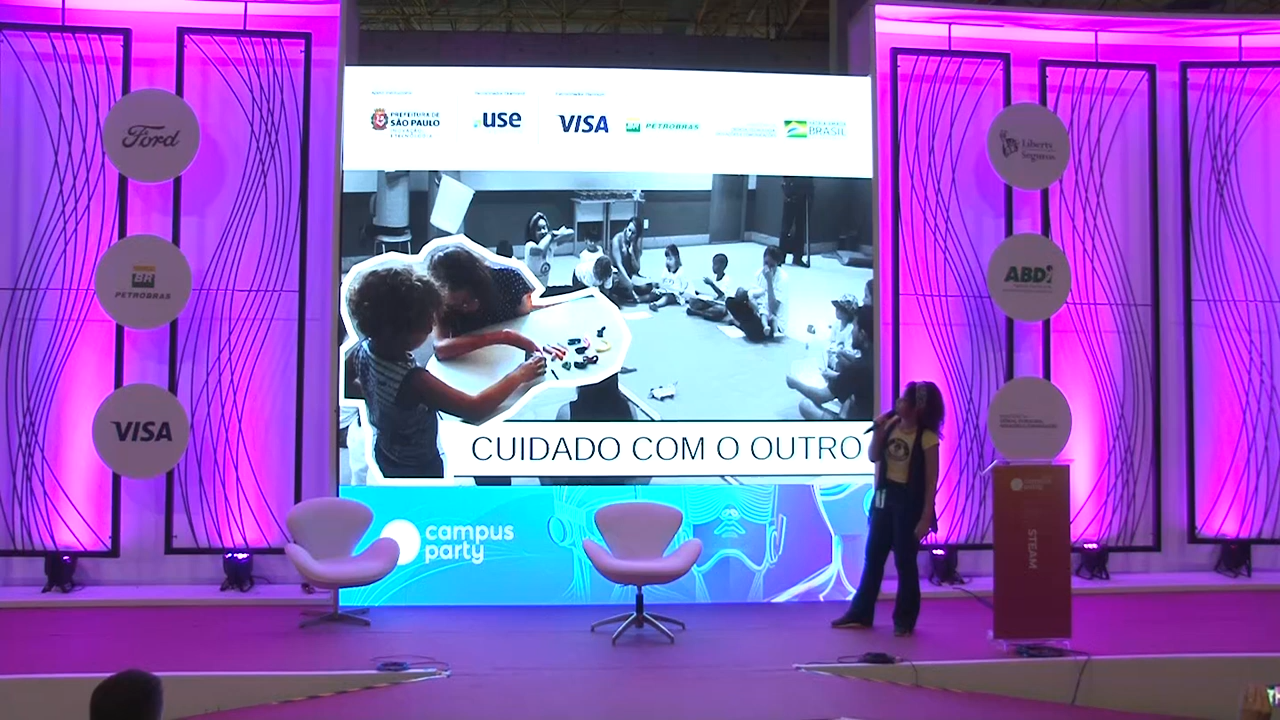 PREFEITURA DE
SÃO PAULO
.use
VISA
BR PETROBRAS
BRASIL
Ford
BR
PETROBRAS
VISA
Liberty
Seguros
ABDI
CUIDADO COM O OUTRO
campus
party
STEAM